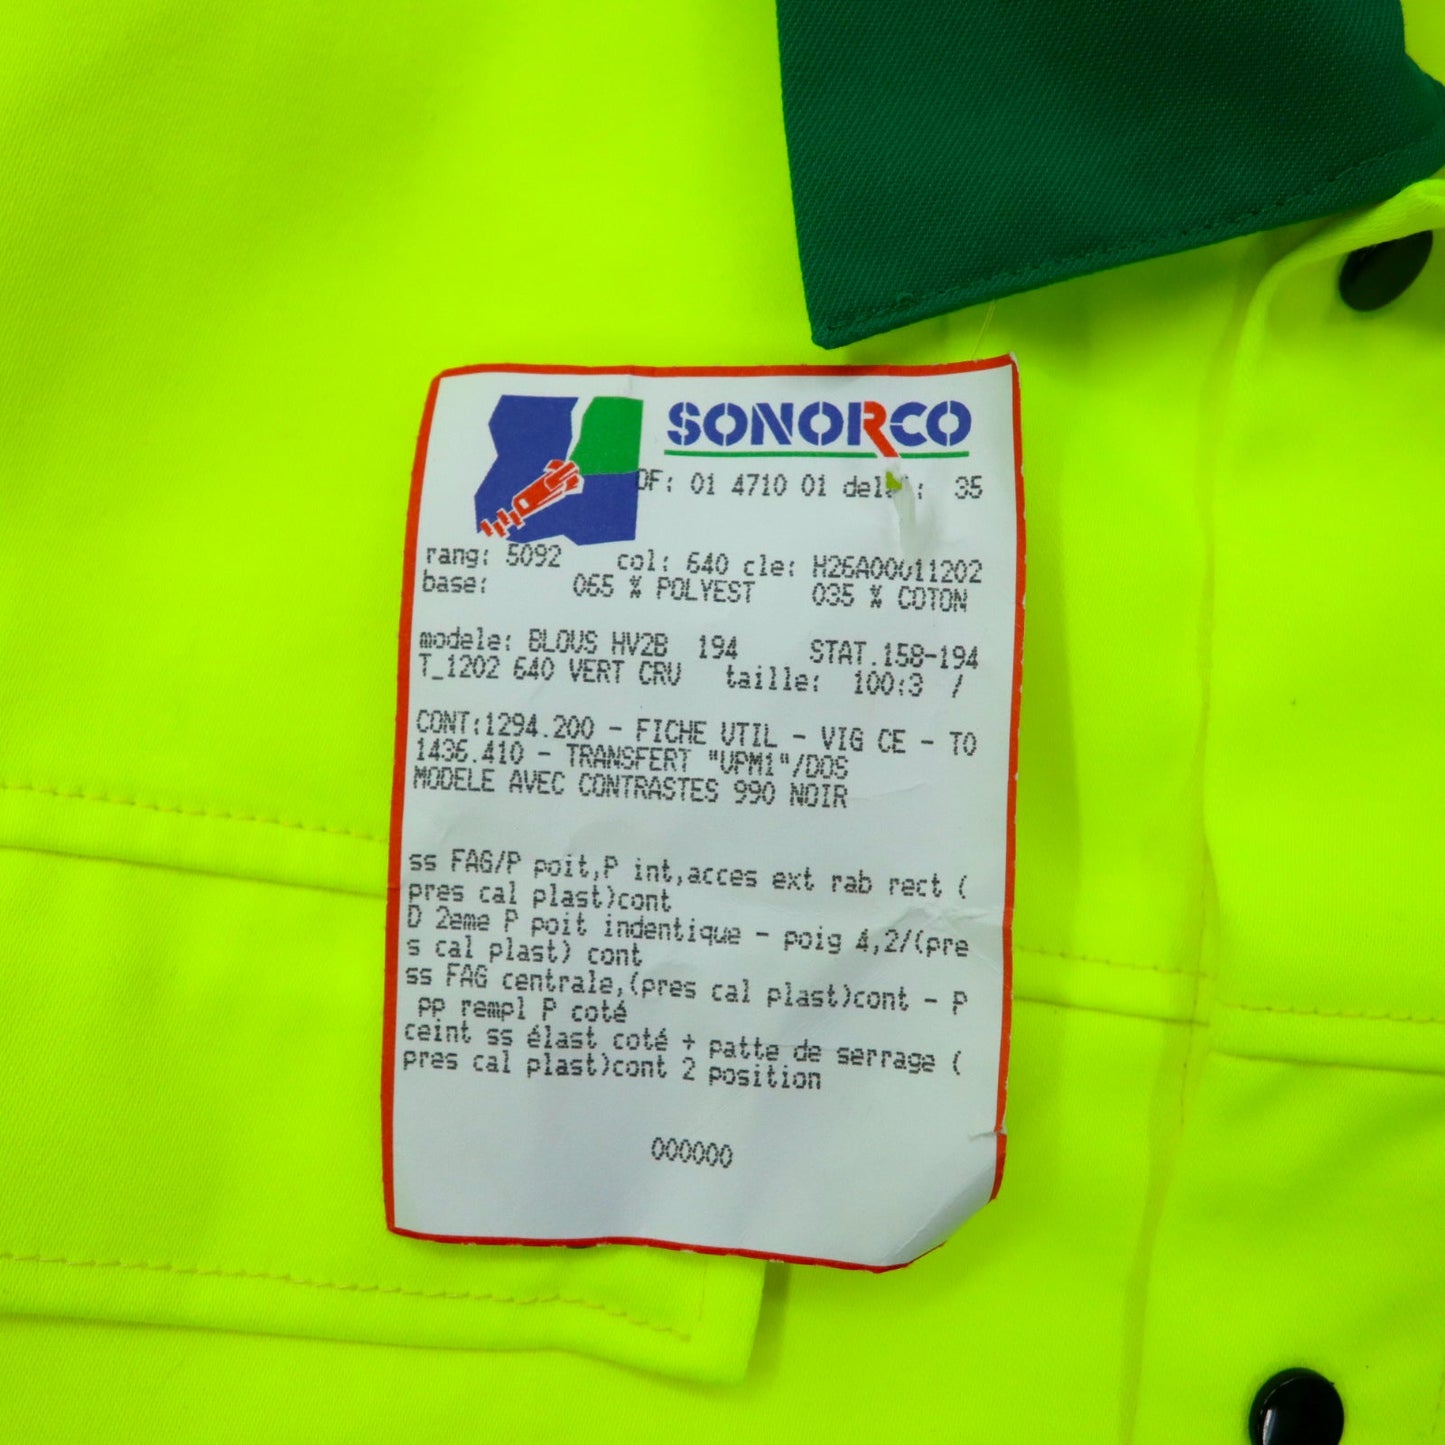 SONORCO
OF: 01 4710 01 35
rang: 5092 col: 640 cle: H26A00011202
base: 065 % POLYEST 035 % COTON
modele: BLOUS HV2B 194 STAT.158-194
T_1202 640 VERT CRU taille: 100:3 /
CONT:1294.200 - FICHE UTIL - VIG CE - TO
1436.410 - TRANSFERT "UPM1"/DOS
MODELE AVEC CONTRASTES 990 NOIR
ss FAG/P poit,P int,acces ext rab rect (
pres cal plast)cont
D 2eme P poit indentique - poig 4,2/(pre
s cal plast) cont
ss FAG centrale,(pres cal plast)cont - P
pp rempl P coté
ceint ss élast coté + patte de serrage (
pres cal plast)cont 2 position
000000